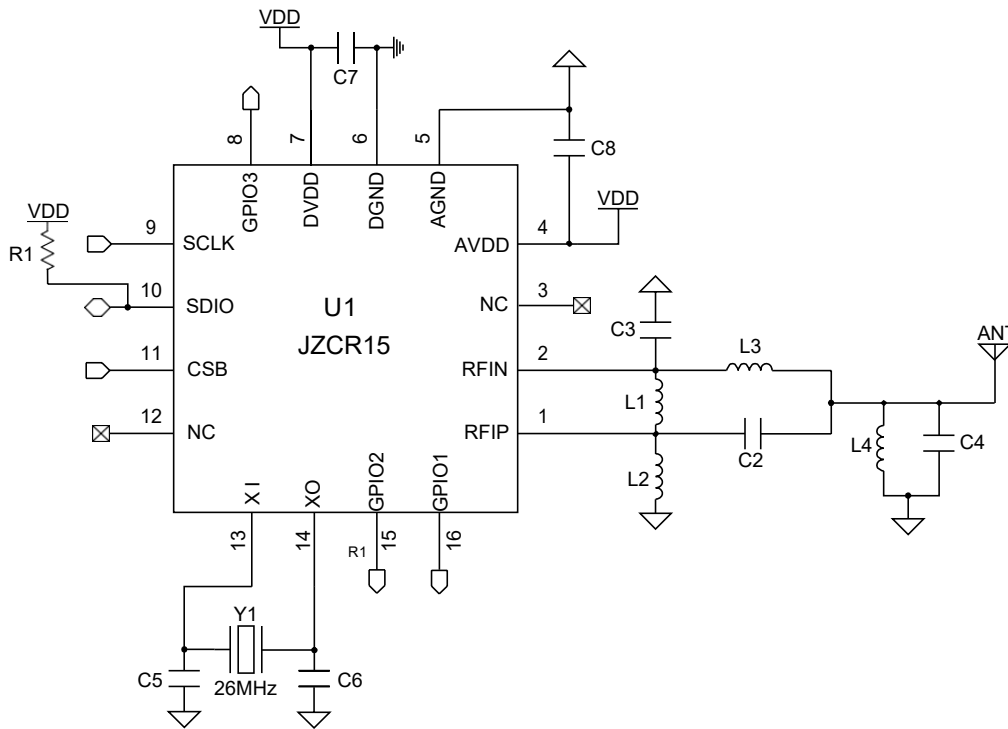 VDD
C7
8
7
6
5
C8
GPIO3
DVDD
DGND
AGND
VDD
VDD
R1
9
SCLK
AVDD
4
10
SDIO
NC
3
U1
JZCR15
C3
11
CSB
RFIN
2
L3
ANT
L1
12
NC
RFIP
1
C2
L4
C4
L2
XI
XO
GPIO2
GPIO1
13
14
R1
15
16
Y1
C5
26MHz
C6